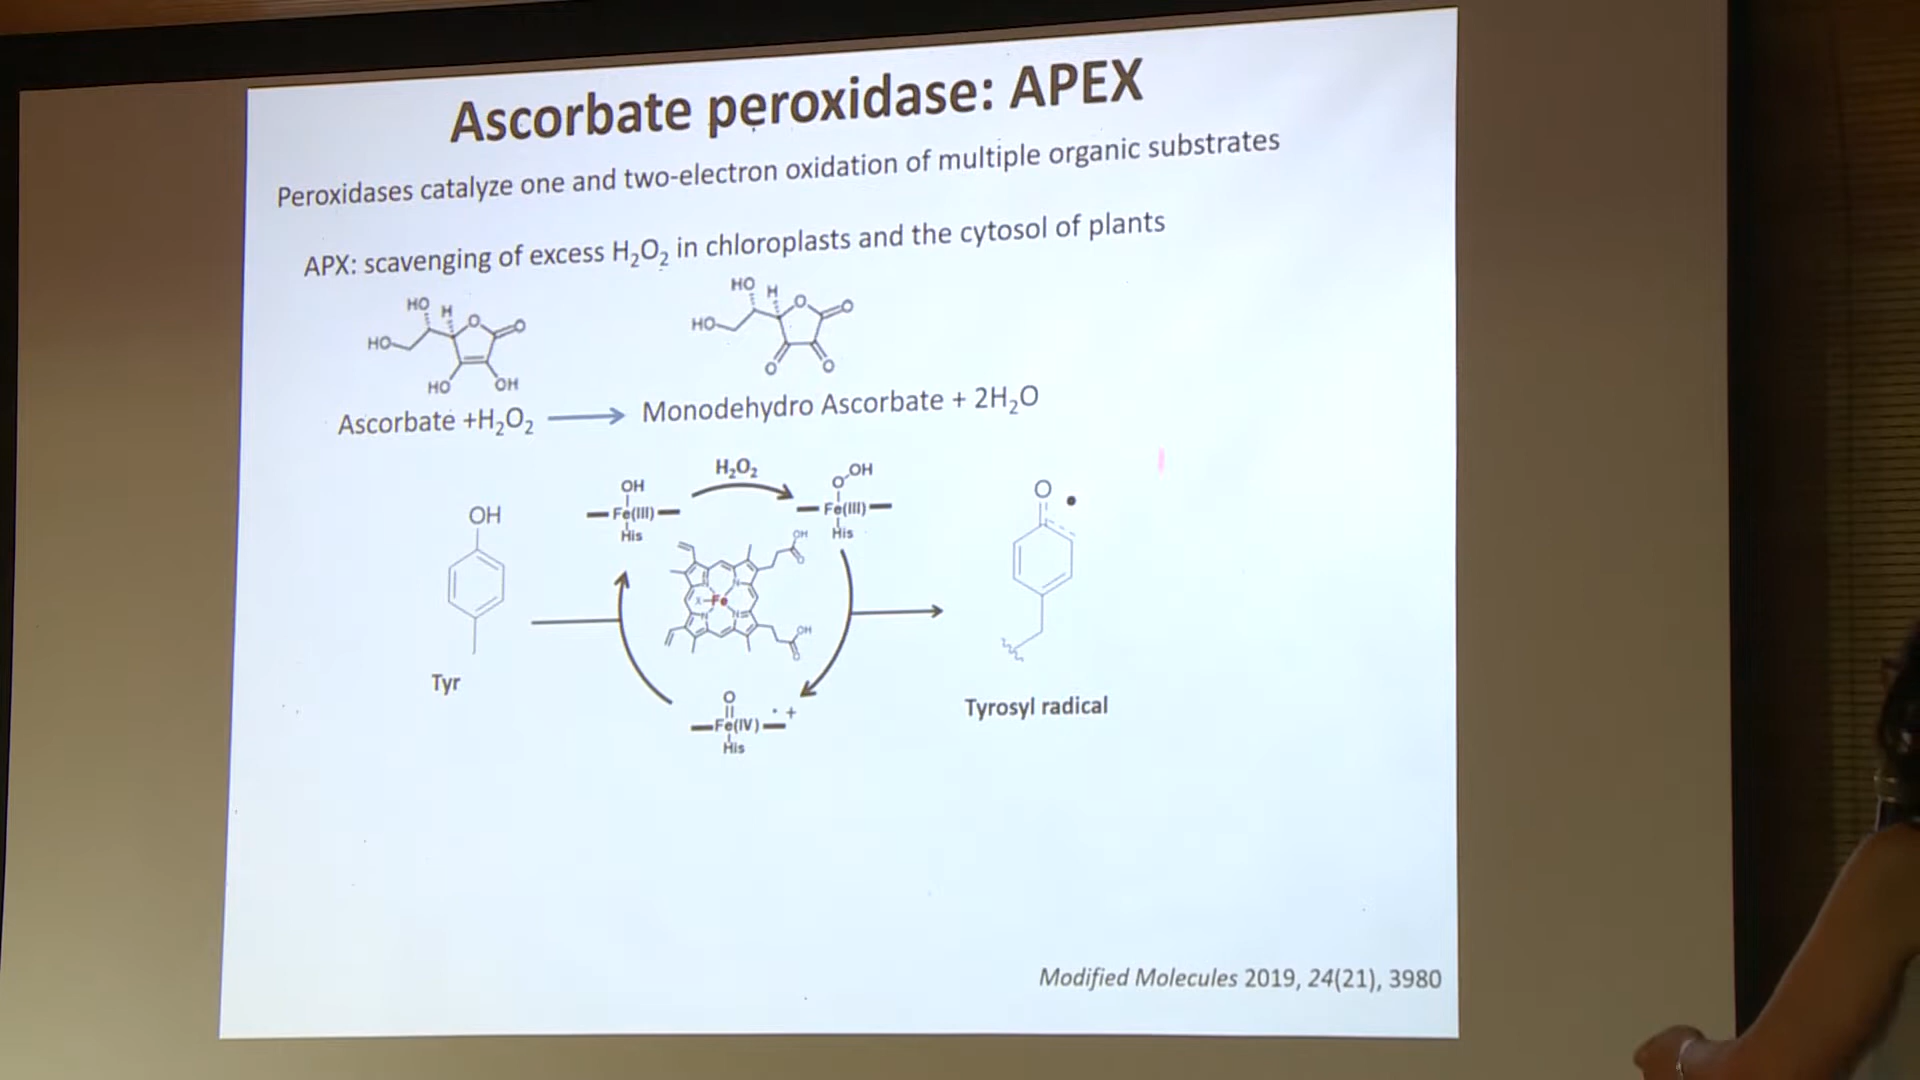 Ascorbate peroxidase: APEX
Peroxidases catalyze one and two-electron oxidation of multiple organic substrates
APX: scavenging of excess H₂O₂ in chloroplasts and the cytosol of plants
HO H O O
HO
HO OH
HO H O O
HO
O O
Ascorbate +H₂O₂ → Monodehydro Ascorbate + 2H₂O
H₂O₂
OH
Fe(III)
His
O OH
Fe(III)
His
OH
Tyr
OH
O
N N
X Fe
N N
OH
O
O
Fe(IV) • +
His
O •
Tyrosyl radical
Modified Molecules 2019, 24(21), 3980